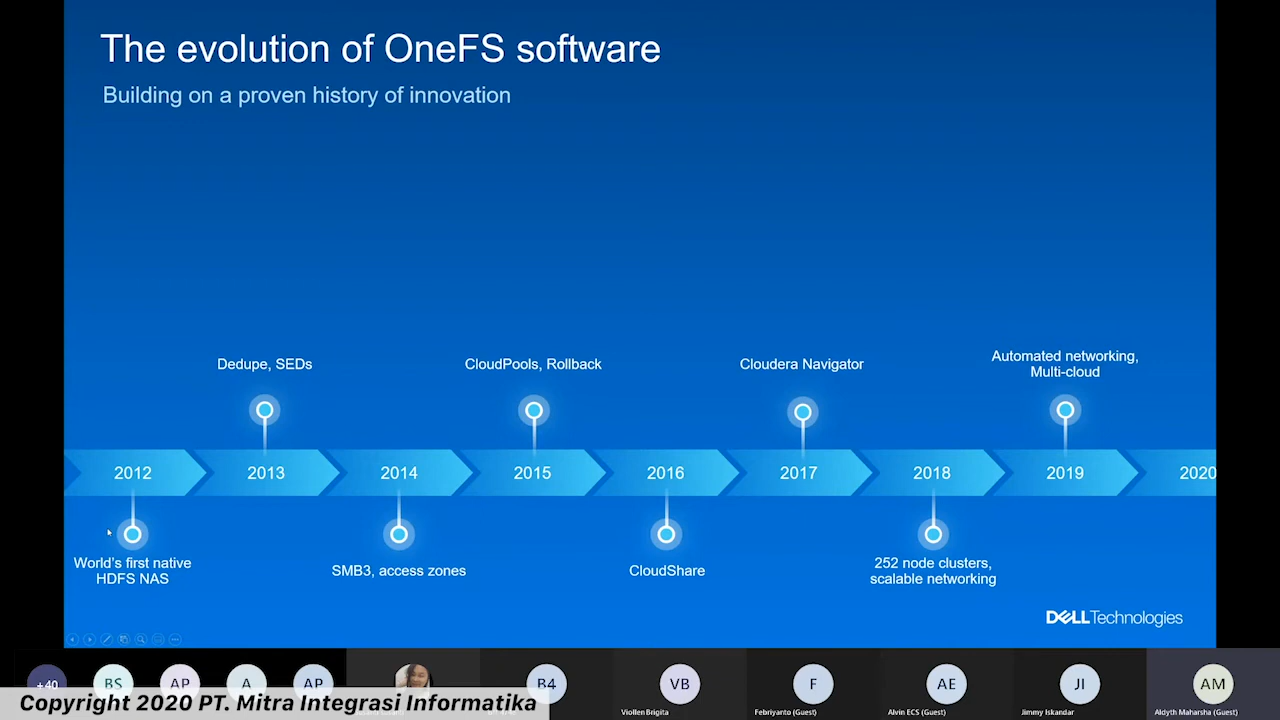 The evolution of OneFS software
Building on a proven history of innovation
Dedupe, SEDs
CloudPools, Rollback
Cloudera Navigator
Automated networking,
Multi-cloud
2012
2013
2014
2015
2016
2017
2018
2019
2020
World's first native
HDFS NAS
SMB3, access zones
CloudShare
252 node clusters,
scalable networking
DELL Technologies
+40
BS
AP
A
AP
B4
VB
F
AE
JI
AM
Viollen Brigita
Febriyanto (Guest)
Alvin ECS (Guest)
Jimmy Iskandar
Aldyth Maharsha (Guest)
Copyright 2020 PT. Mitra Integrasi Informatika